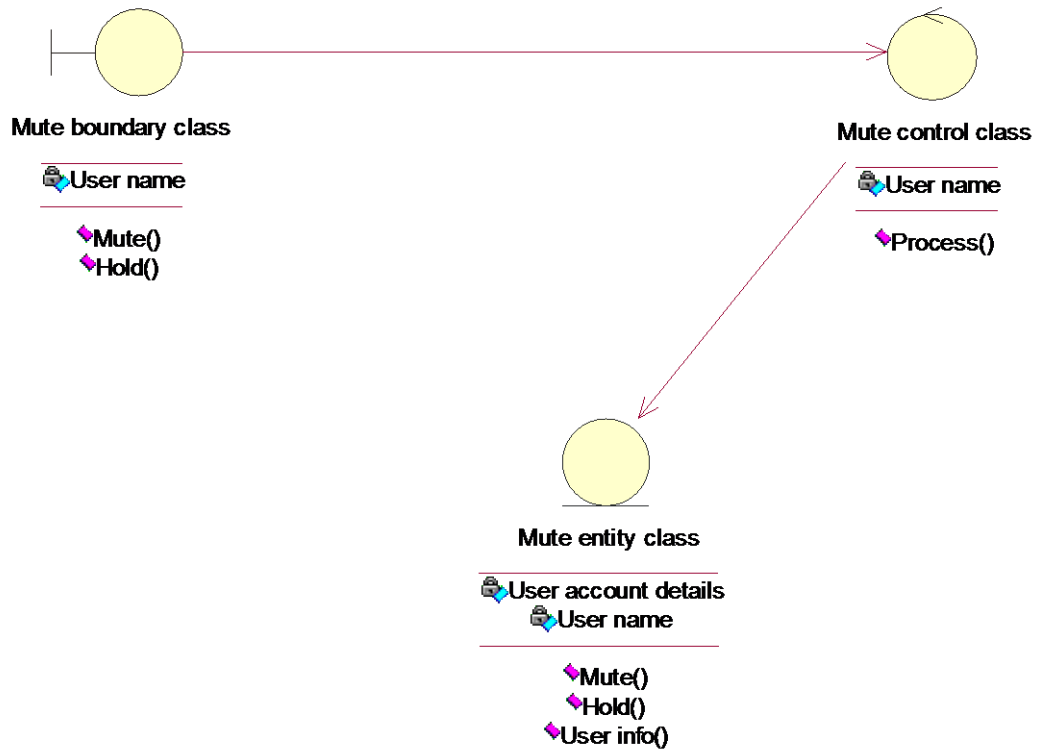 Mute boundary class
User name
Mute()
Hold()
Mute control class
User name
Process()
Mute entity class
User account details
User name
Mute()
Hold()
User info()